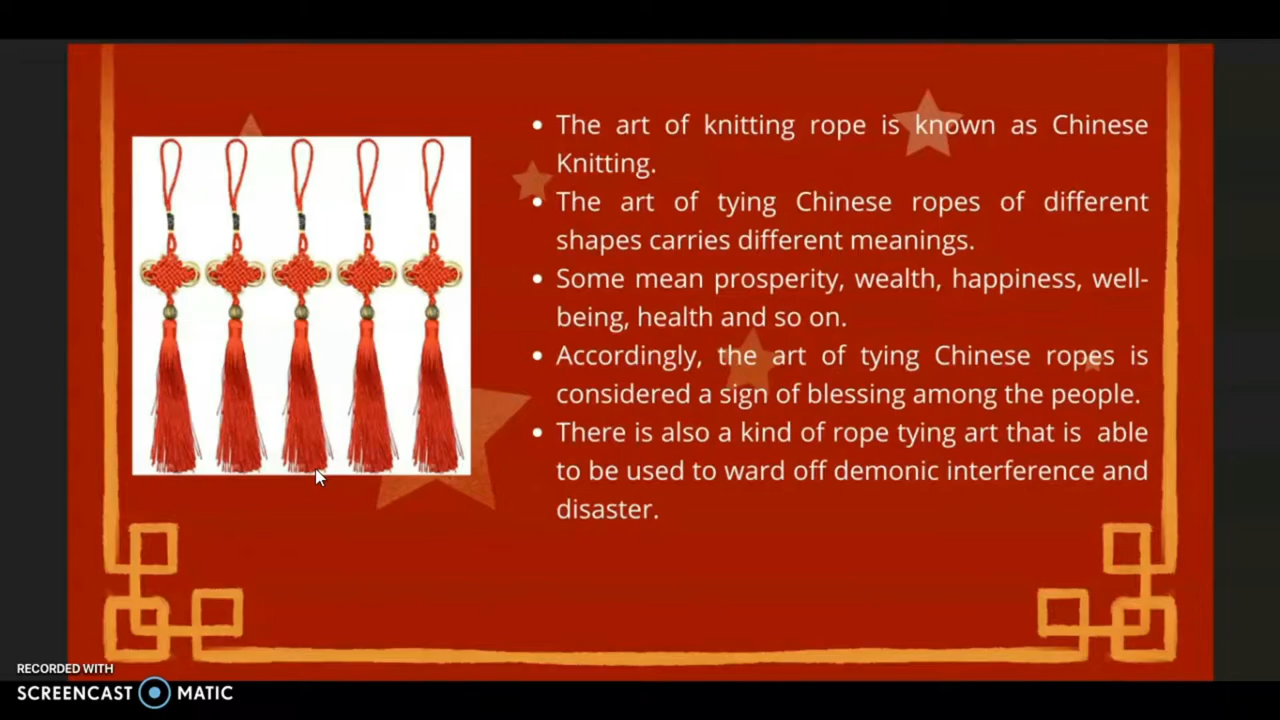 • The art of knitting rope is known as Chinese
Knitting.
• The art of tying Chinese ropes of different
shapes carries different meanings.
• Some mean prosperity, wealth, happiness, well-
being, health and so on.
• Accordingly, the art of tying Chinese ropes is
considered a sign of blessing among the people.
• There is also a kind of rope tying art that is able
to be used to ward off demonic interference and
disaster.
RECORDED WITH
SCREENCAST MATIC